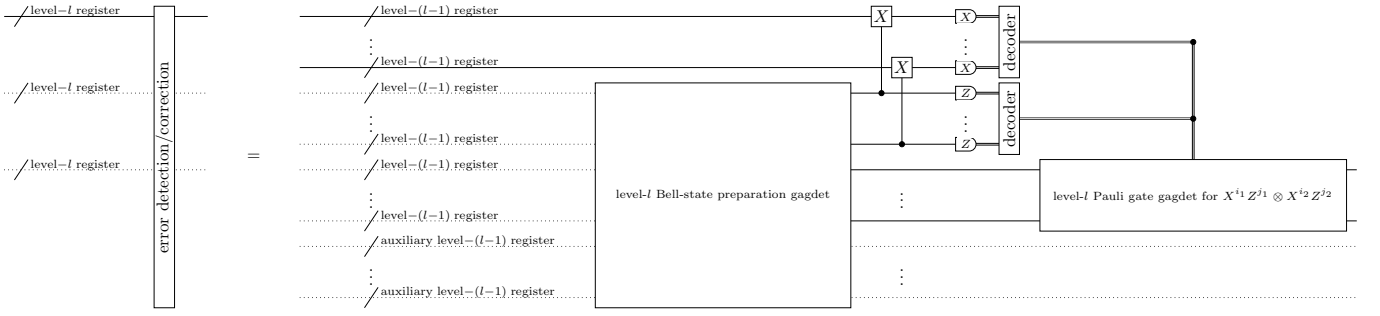 level−l register
level−l register
level−l register
error detection/correction
=
level−(l−1) register
level−(l−1) register
level−(l−1) register
level−(l−1) register
level−(l−1) register
level−(l−1) register
auxiliary level−(l−1) register
auxiliary level−(l−1) register
level-l Bell-state preparation gagdet
X
X
X
X
Z
Z
decoder
decoder
level-l Pauli gate gagdet for X^{i_1} Z^{j_1} ⊗ X^{i_2} Z^{j_2}